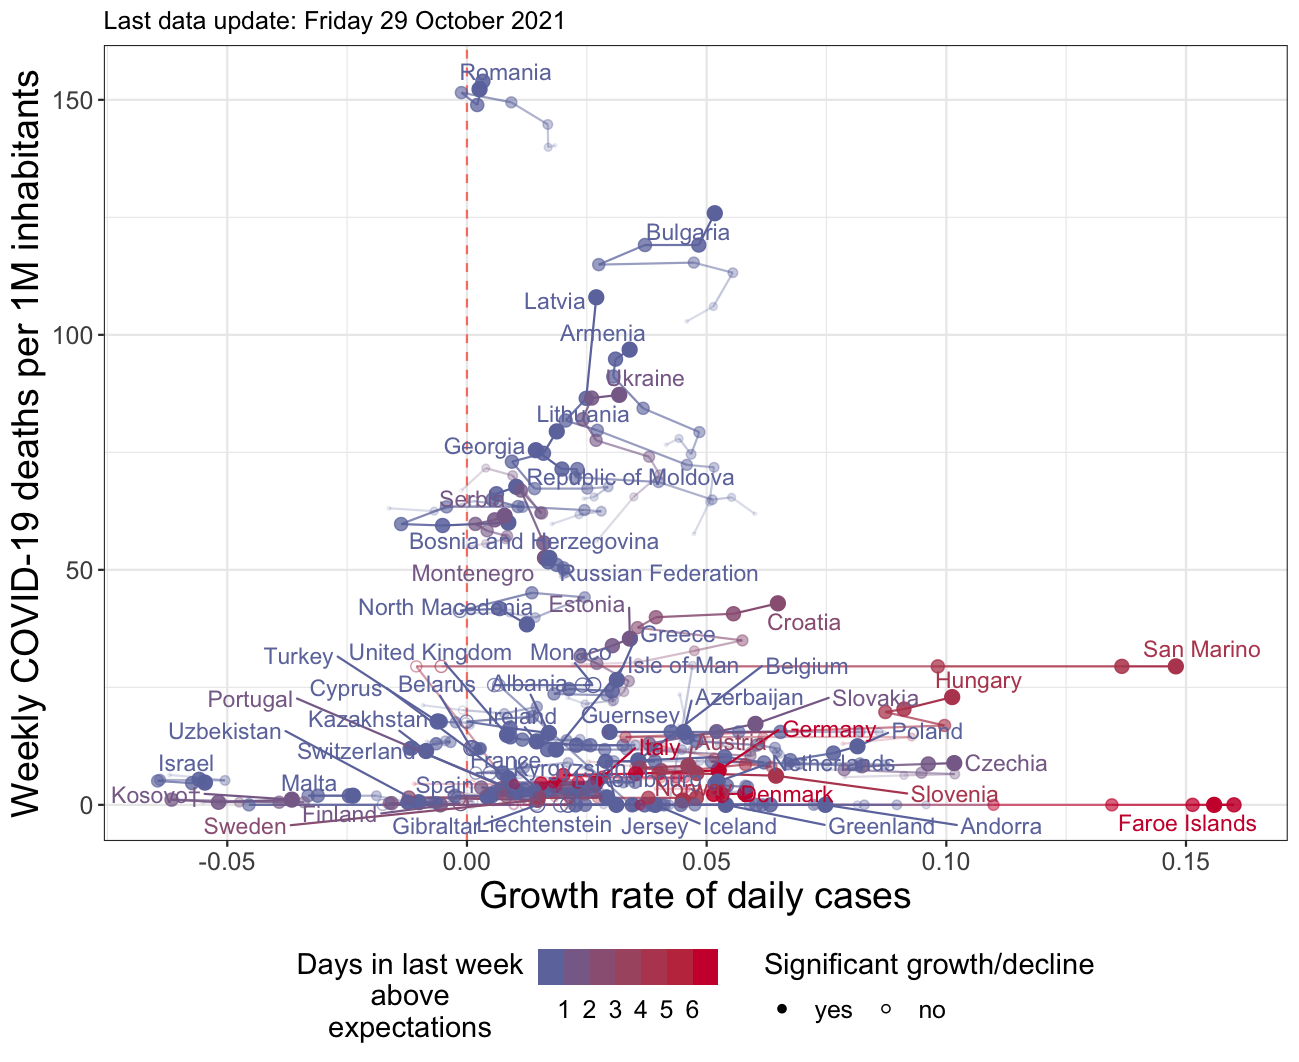 Last data update: Friday 29 October 2021
Weekly COVID-19 deaths per 1M inhabitants
150
100
50
0
Romania
Bulgaria
Latvia
Armenia
Ukraine
Lithuania
Georgia
Republic of Moldova
Serbia
Bosnia and Herzegovina
Montenegro
Russian Federation
North Macedonia
Estonia
Croatia
Greece
San Marino
Turkey
United Kingdom
Monaco
Isle of Man
Belgium
Hungary
Cyprus
Belarus
Albania
Portugal
Azerbaijan
Slovakia
Kazakhstan
Ireland
Guernsey
Uzbekistan
Germany
Poland
Switzerland
Italy
Austria
Israel
France
Kyrgyzstan
Netherlands
Czechia
Malta
Spain
Luxembourg
Norway
Denmark
Slovenia
Kosovo†
Finland
Sweden
Gibraltar
Liechtenstein
Jersey
Iceland
Greenland
Andorra
Faroe Islands
-0.05
0.00
0.05
0.10
0.15
Growth rate of daily cases
Days in last week
above
expectations
1 2 3 4 5 6
Significant growth/decline
yes
no